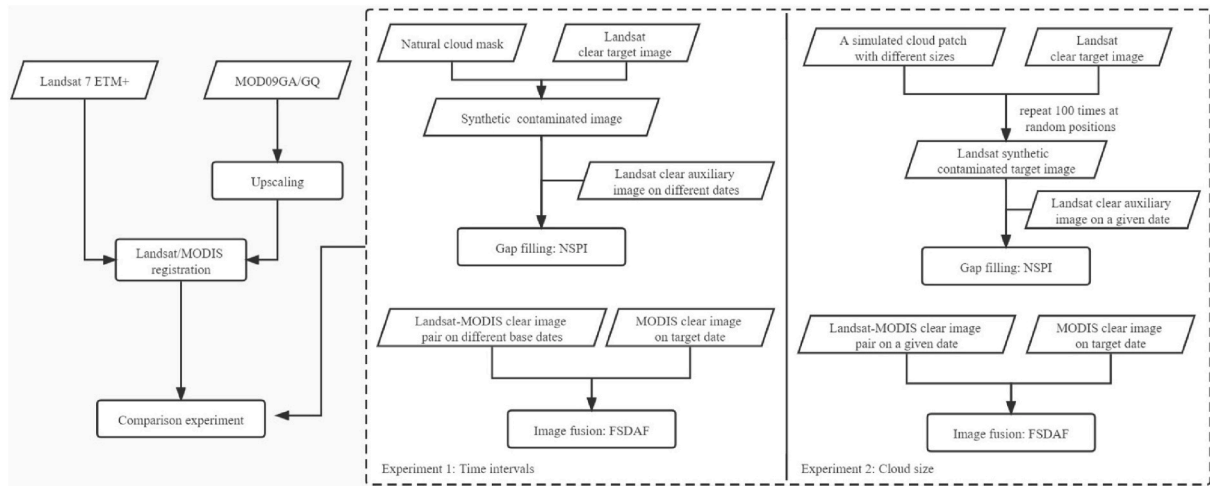 Landsat 7 ETM+
MOD09GA/GQ
Upscaling
Landsat/MODIS
registration
Comparison experiment
Natural cloud mask
Landsat
clear target image
Synthetic contaminated image
Landsat clear auxiliary
image on different dates
Gap filling: NSPI
Landsat-MODIS clear image
pair on different base dates
MODIS clear image
on target date
Image fusion: FSDAF
Experiment 1: Time intervals
A simulated cloud patch
with different sizes
Landsat
clear target image
repeat 100 times at
random positions
Landsat synthetic
contaminated target image
Landsat clear auxiliary
image on a given date
Gap filling: NSPI
Landsat-MODIS clear image
pair on a given date
MODIS clear image
on target date
Image fusion: FSDAF
Experiment 2: Cloud size